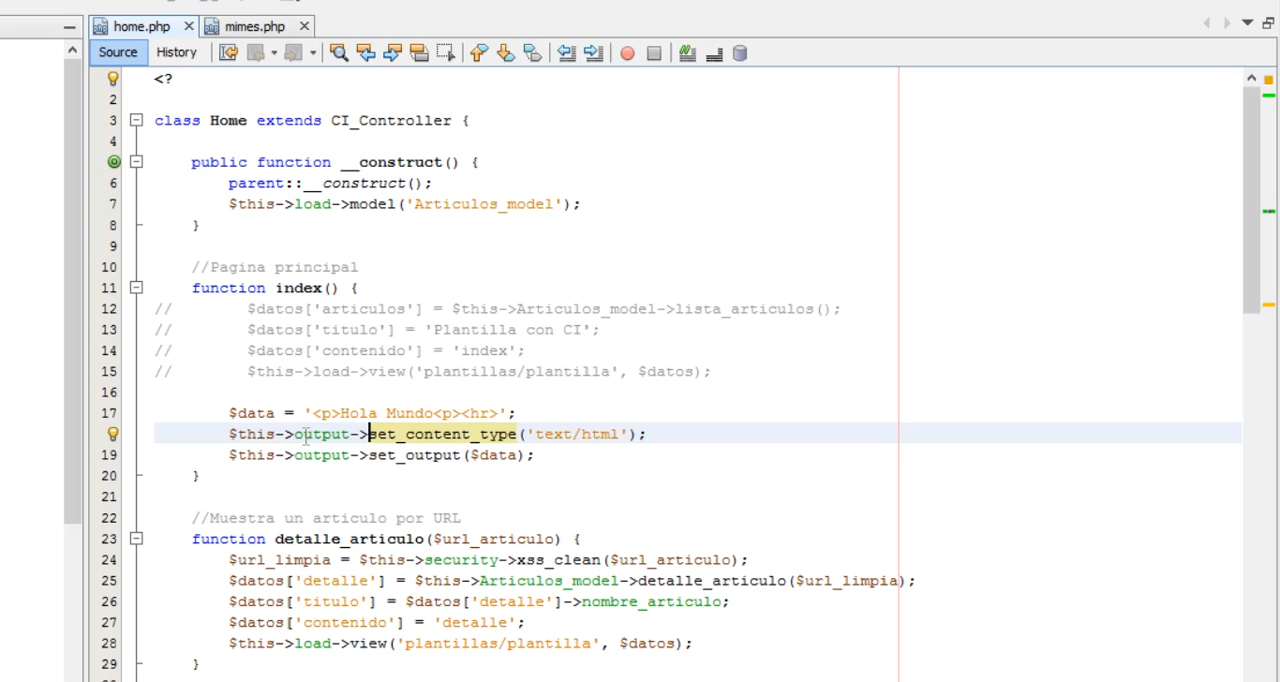 home.php mimes.php
Source History
<?
2
3 class Home extends CI_Controller {
4
public function __construct() {
6 parent::__construct();
7 $this->load->model('Articulos_model');
8 }
9
10 //Pagina principal
11 function index() {
12 // $datos['articulos'] = $this->Articulos_model->lista_articulos();
13 // $datos['titulo'] = 'Plantilla con CI';
14 // $datos['contenido'] = 'index';
15 // $this->load->view('plantillas/plantilla', $datos);
16
17 $data = '<p>Hola Mundo<p><hr>';
$this->output->set_content_type('text/html');
19 $this->output->set_output($data);
20 }
21
22 //Muestra un articulo por URL
23 function detalle_articulo($url_articulo) {
24 $url_limpia = $this->security->xss_clean($url_articulo);
25 $datos['detalle'] = $this->Articulos_model->detalle_articulo($url_limpia);
26 $datos['titulo'] = $datos['detalle']->nombre_articulo;
27 $datos['contenido'] = 'detalle';
28 $this->load->view('plantillas/plantilla', $datos);
29 }